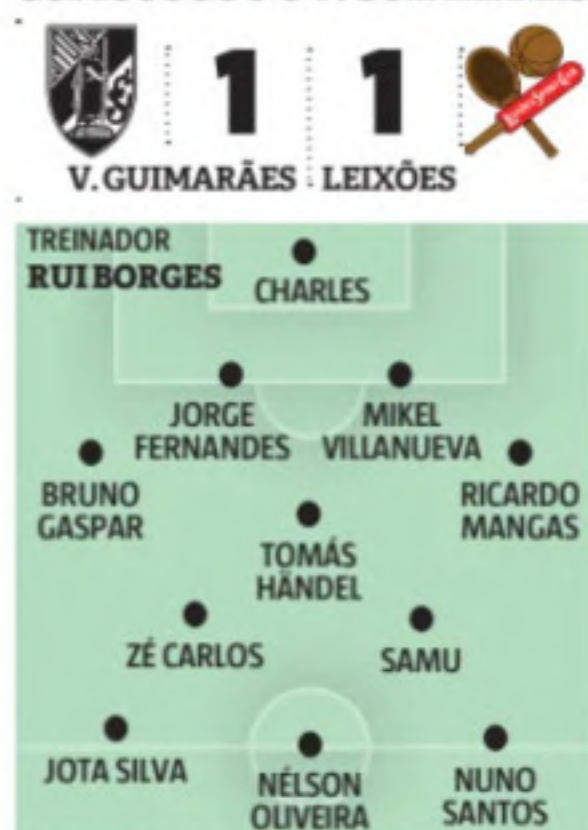 1 1
V. GUIMARÃES LEIXÕES
TREINADOR
RUI BORGES
CHARLES
JORGE
FERNANDES
MIKEL
VILLANUEVA
BRUNO
GASPAR
RICARDO
MANGAS
TOMÁS
HÄNDEL
ZÉ CARLOS
SAMU
JOTA SILVA
NÉLSON
OLIVEIRA
NUNO
SANTOS